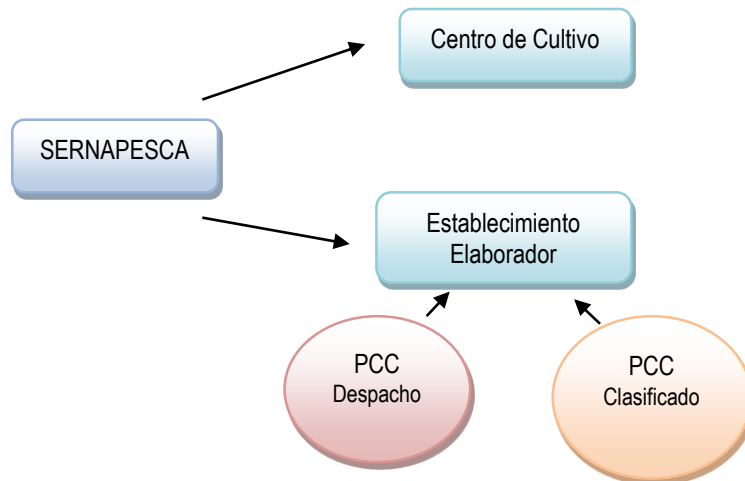 Centro de Cultivo
SERNAPESCA
Establecimiento
Elaborador
PCC
Despacho
PCC
Clasificado